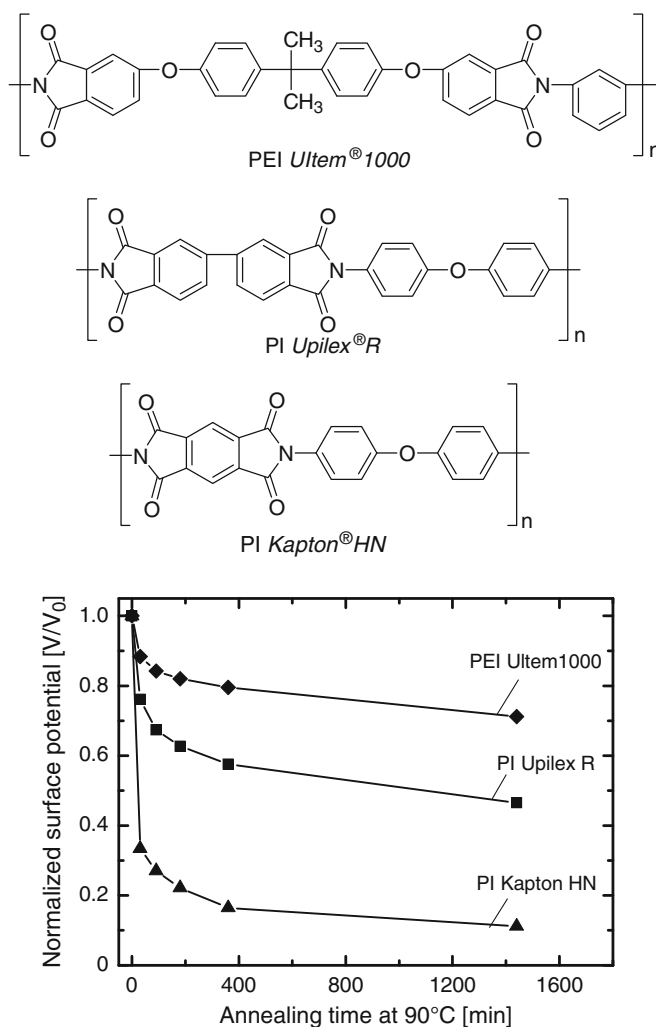 O O CH3 O O
N O O N
O O CH3 O O
n
PEI Ultem®1000
O O
N N O
O O
n
PI Upilex®R
O O
N N O
O O
n
PI Kapton®HN
Normalized surface potential [V/V0]
1.0
0.8
0.6
0.4
0.2
0
PEI Ultem1000
PI Upilex R
PI Kapton HN
0 400 800 1200 1600
Annealing time at 90°C [min]